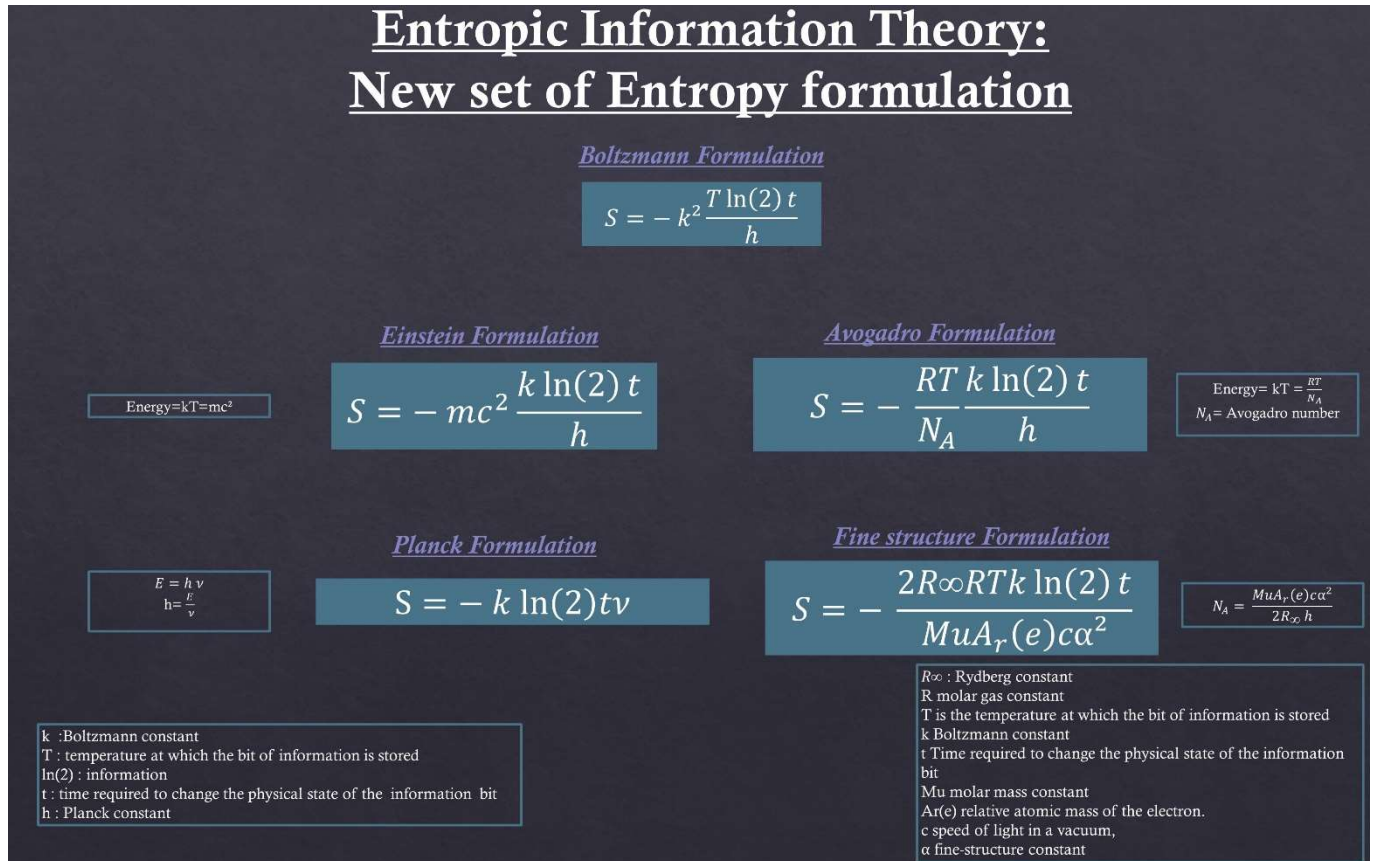 Entropic Information Theory:
New set of Entropy formulation
Boltzmann Formulation
S = − k² T ln(2) t / h
Einstein Formulation
Avogadro Formulation
Energy=kT=mc²
S = − mc² k ln(2) t / h
S = − RT / N_A k ln(2) t / h
Energy= kT = RT / N_A
N_A= Avogadro number
Planck Formulation
Fine structure Formulation
E = h ν
h= E / ν
S = − k ln(2)tν
S = − 2R∞RTk ln(2) t / MuA_r(e)cα²
N_A = MuA_r(e)cα² / 2R_∞ h
k :Boltzmann constant
T : temperature at which the bit of information is stored
ln(2) : information
t : time required to change the physical state of the information bit
h : Planck constant
R∞ : Rydberg constant
R molar gas constant
T is the temperature at which the bit of information is stored
k Boltzmann constant
t Time required to change the physical state of the information
bit
Mu molar mass constant
Ar(e) relative atomic mass of the electron.
c speed of light in a vacuum,
α fine-structure constant